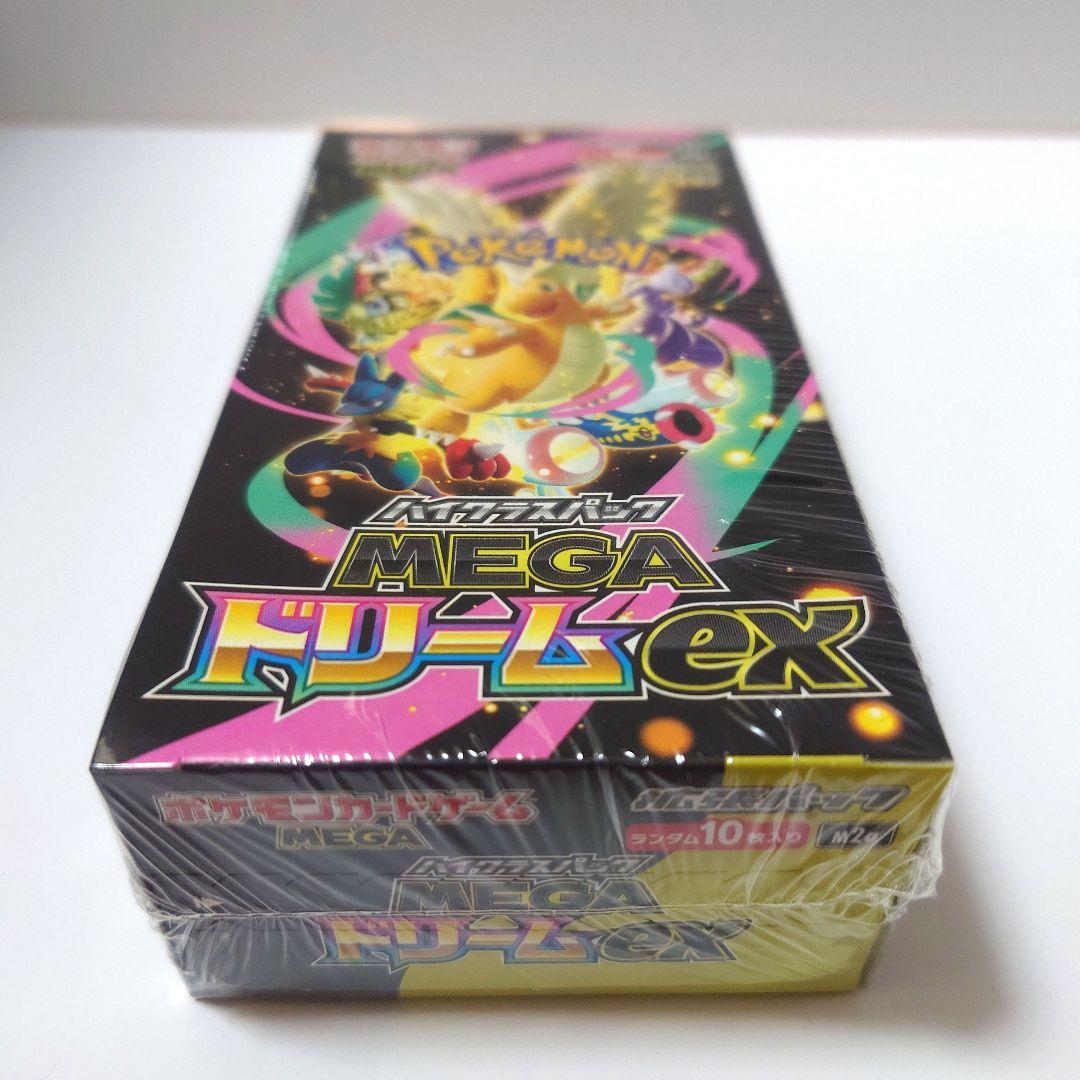 POKÉMON
ハイクラスパック
MEGA
ドリームex
ポケモンカードゲーム
MEGA
拡張パック
ランダム10枚入り
M2a
ハイクラスパック
MEGA
ドリームex